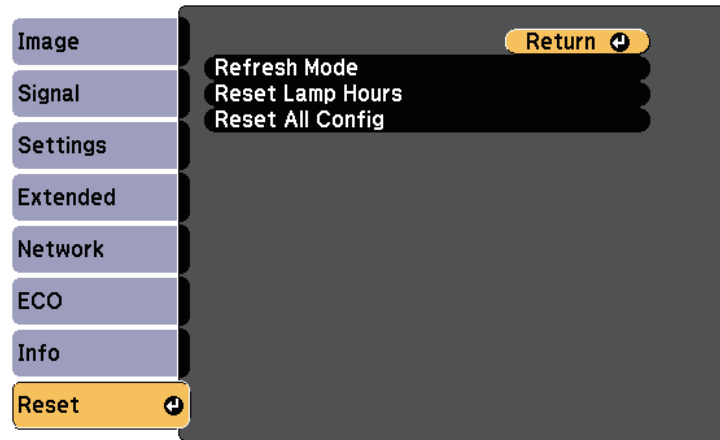 Image
Signal
Settings
Extended
Network
ECO
Info
Reset
Return
Refresh Mode
Reset Lamp Hours
Reset All Config